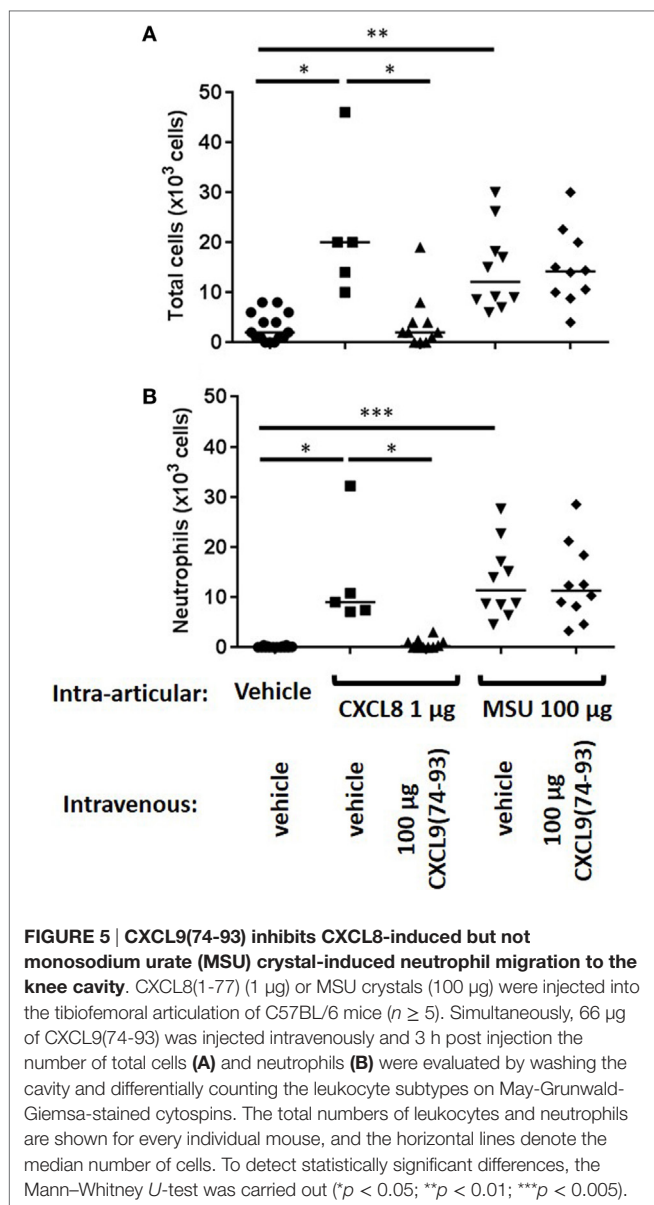 A
**
* *
50
40
30
20
10
0
Total cells (x10³ cells)
B
***
* *
50
40
30
20
10
0
Neutrophils (x10³ cells)
Intra-articular: Vehicle CXCL8 1 µg MSU 100 µg
Intravenous: vehicle vehicle 100 µg CXCL9(74-93) vehicle 100 µg CXCL9(74-93)
FIGURE 5 | CXCL9(74-93) inhibits CXCL8-induced but not
monosodium urate (MSU) crystal-induced neutrophil migration to the
knee cavity. CXCL8(1-77) (1 µg) or MSU crystals (100 µg) were injected into
the tibiofemoral articulation of C57BL/6 mice (n ≥ 5). Simultaneously, 66 µg
of CXCL9(74-93) was injected intravenously and 3 h post injection the
number of total cells (A) and neutrophils (B) were evaluated by washing the
cavity and differentially counting the leukocyte subtypes on May-Grunwald-
Giemsa-stained cytospins. The total numbers of leukocytes and neutrophils
are shown for every individual mouse, and the horizontal lines denote the
median number of cells. To detect statistically significant differences, the
Mann–Whitney U-test was carried out (*p < 0.05; **p < 0.01; ***p < 0.005).